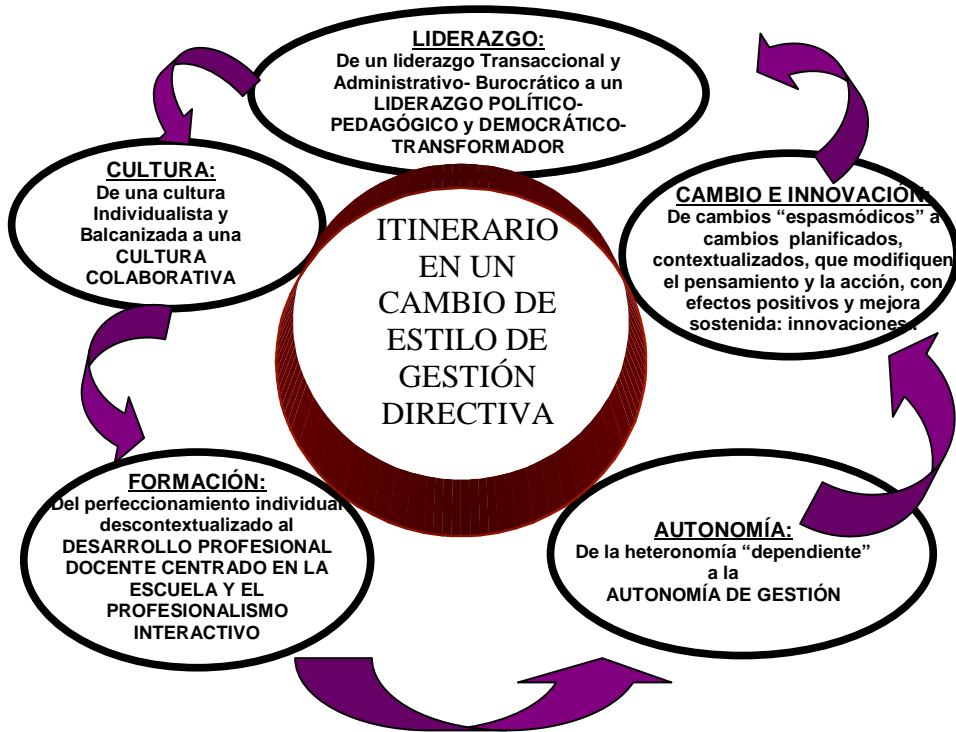 LIDERAZGO:
De un liderazgo Transaccional y
Administrativo- Burocrático a un
LIDERAZGO POLÍTICO-
PEDAGÓGICO y DEMOCRÁTICO-
TRANSFORMADOR
CULTURA:
De una cultura
Individualista y
Balcanizada a una
CULTURA
COLABORATIVA
ITINERARIO
EN UN
CAMBIO DE
ESTILO DE
GESTIÓN
DIRECTIVA
CAMBIO E INNOVACIÓN:
De cambios “espasmódicos” a
cambios planificados,
contextualizados, que modifiquen
el pensamiento y la acción, con
efectos positivos y mejora
sostenida: innovaciones.
FORMACIÓN:
Del perfeccionamiento individual
descontextualizado al
DESARROLLO PROFESIONAL
DOCENTE CENTRADO EN LA
ESCUELA Y EL
PROFESIONALISMO
INTERACTIVO
AUTONOMÍA:
De la heteronomía “dependiente”
a la
AUTONOMÍA DE GESTIÓN